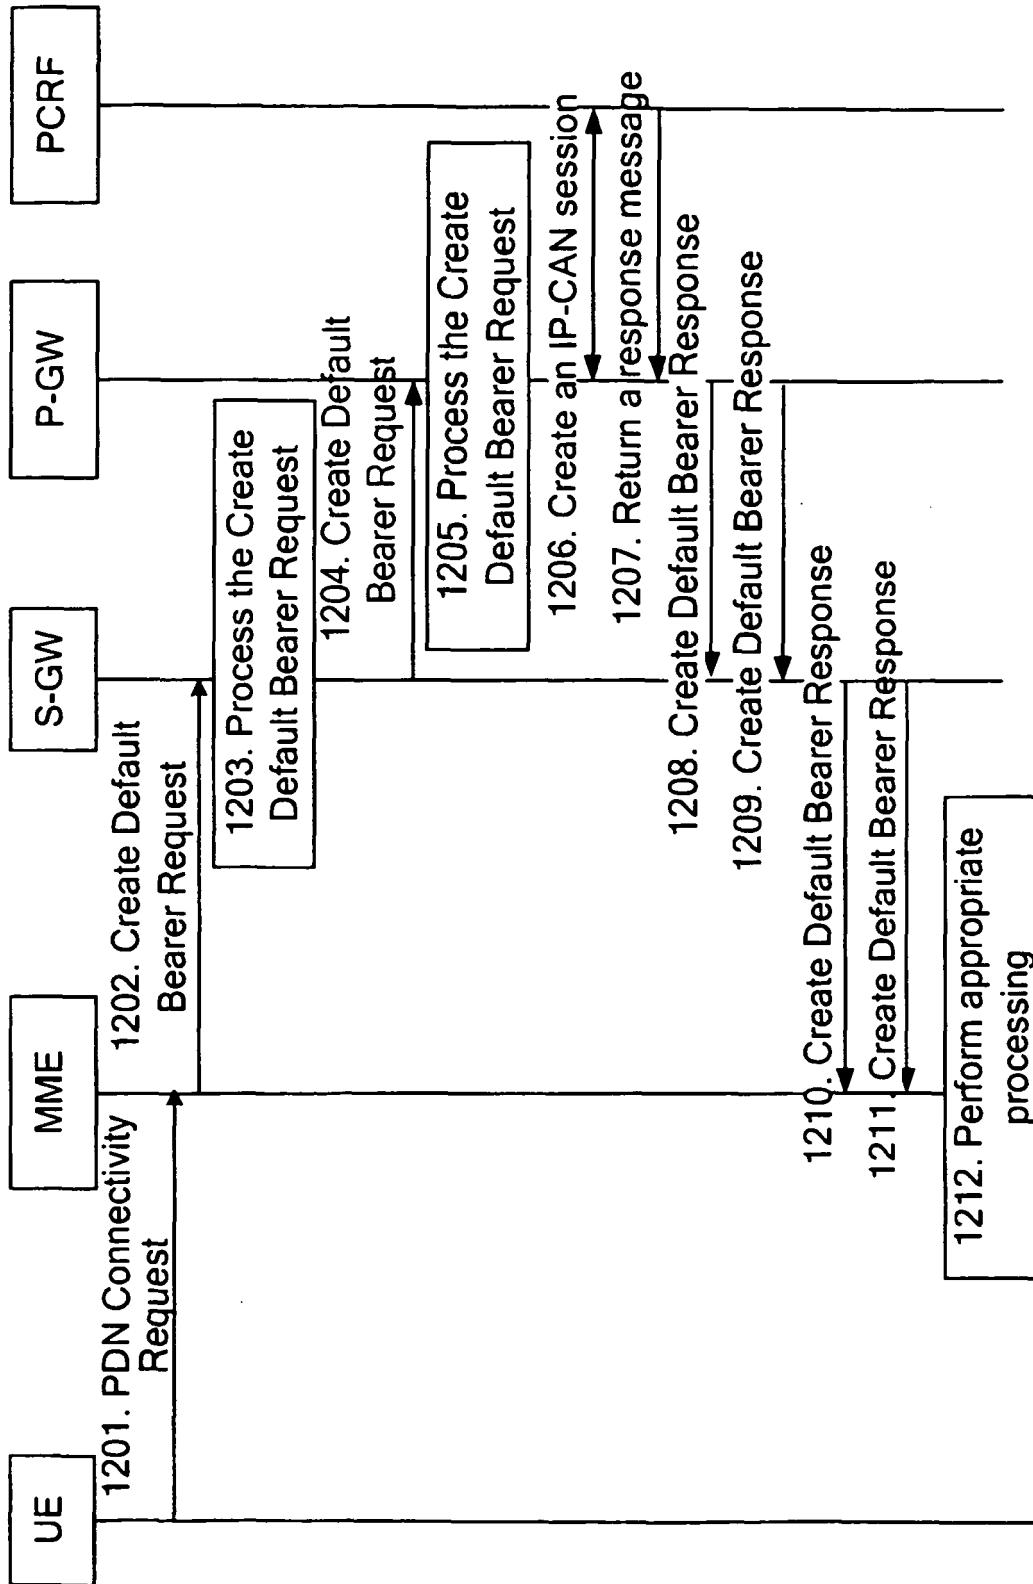 UE
MME
S-GW
P-GW
PCRF
1201. PDN Connectivity
Request
1202. Create Default
Bearer Request
1203. Process the Create
Default Bearer Request
1204. Create Default
Bearer Request
1205. Process the Create
Default Bearer Request
1206. Create an IP-CAN session
1207. Return a response message
1208. Create Default Bearer Response
1209. Create Default Bearer Response
1210. Create Default Bearer Response
1211. Create Default Bearer Response
1212. Perform appropriate
processing